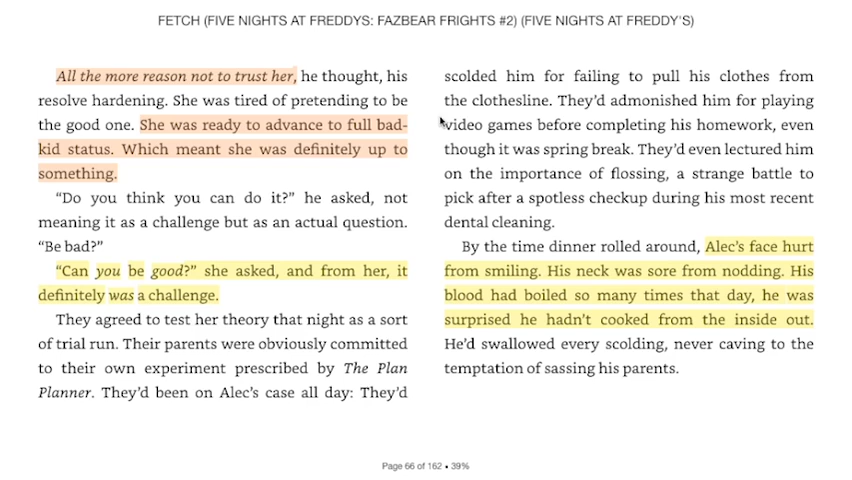 FETCH (FIVE NIGHTS AT FREDDYS: FAZBEAR FRIGHTS #2) (FIVE NIGHTS AT FREDDY'S)
All the more reason not to trust her, he thought, his
resolve hardening. She was tired of pretending to be
the good one. She was ready to advance to full bad-
kid status. Which meant she was definitely up to
something.
“Do you think you can do it?” he asked, not
meaning it as a challenge but as an actual question.
“Be bad?”
“Can you be good?” she asked, and from her, it
definitely was a challenge.
They agreed to test her theory that night as a sort
of trial run. Their parents were obviously committed
to their own experiment prescribed by The Plan
Planner. They’d been on Alec’s case all day: They’d
scolded him for failing to pull his clothes from
the clothesline. They’d admonished him for playing
video games before completing his homework, even
though it was spring break. They’d even lectured him
on the importance of flossing, a strange battle to
pick after a spotless checkup during his most recent
dental cleaning.
By the time dinner rolled around, Alec’s face hurt
from smiling. His neck was sore from nodding. His
blood had boiled so many times that day, he was
surprised he hadn’t cooked from the inside out.
He’d swallowed every scolding, never caving to the
temptation of sassing his parents.
Page 66 of 162 • 39%